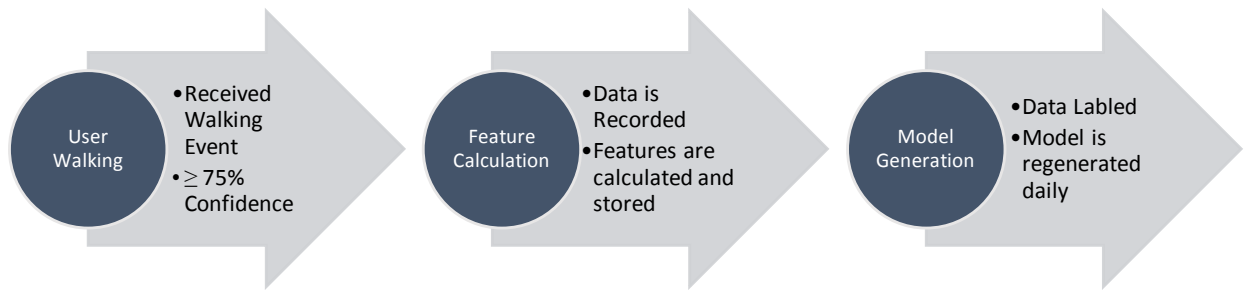 User
Walking
•Received
Walking
Event
• ≥ 75%
Confidence
Feature
Calculation
•Data is
Recorded
•Features are
calculated and
stored
Model
Generation
•Data Labled
•Model is
regenerated
daily